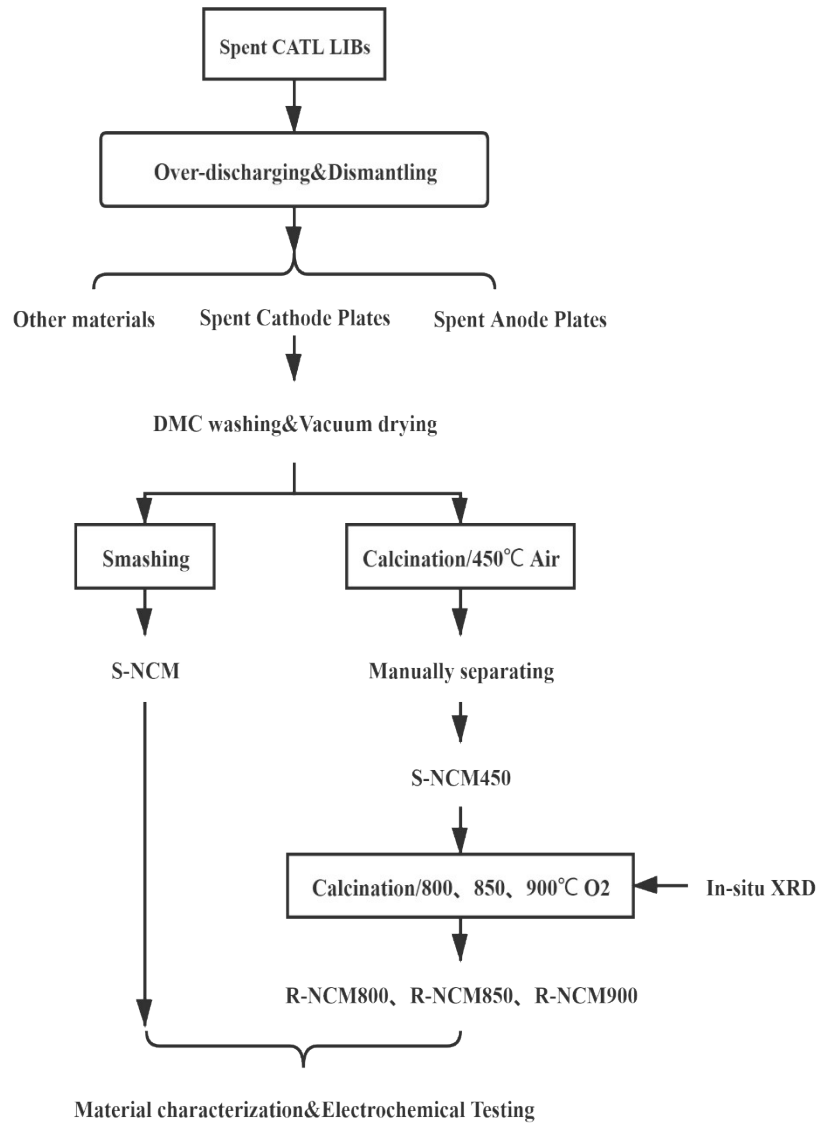 Spent CATL LIBs
Over-discharging&Dismantling
Other materials
Spent Cathode Plates
Spent Anode Plates
DMC washing&Vacuum drying
Smashing
Calcination/450℃ Air
S-NCM
Manually separating
S-NCM450
Calcination/800、850、900℃ O2
In-situ XRD
R-NCM800、R-NCM850、R-NCM900
Material characterization&Electrochemical Testing